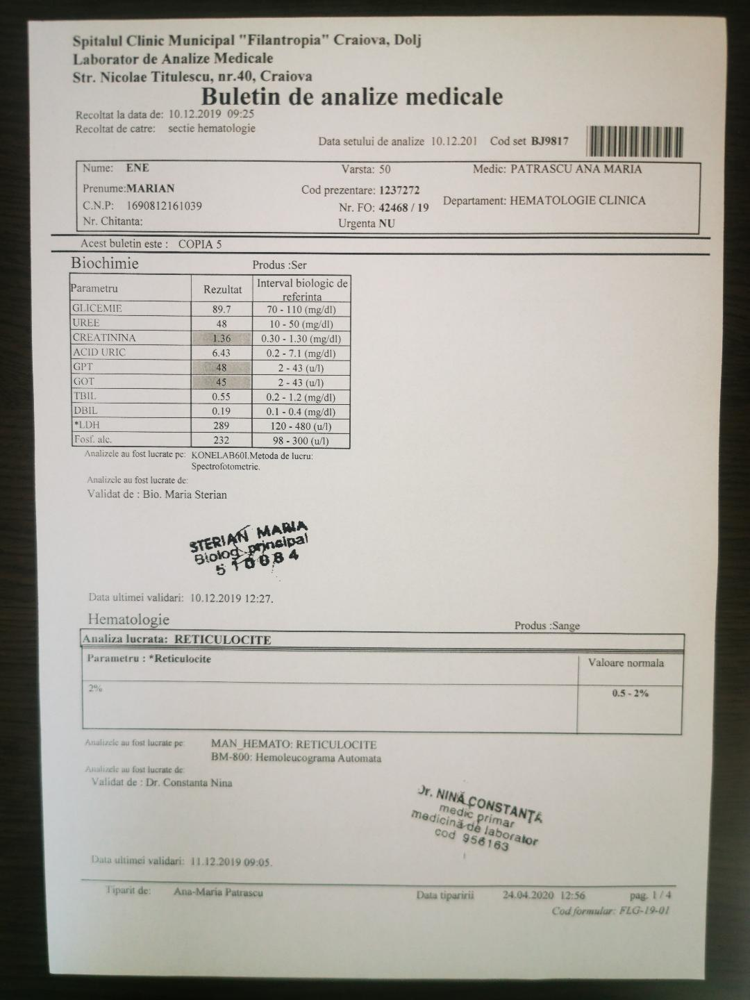 Spitalul Clinic Municipal "Filantropia" Craiova, Dolj
Laborator de Analize Medicale
Str. Nicolae Titulescu, nr.40, Craiova
Buletin de analize medicale
Recoltat la data de: 10.12.2019 09:25
Recoltat de catre: sectie hematologie
Data setului de analize 10.12.201 Cod set BJ9817
Nume: ENE Varsta: 50 Medic: PATRASCU ANA MARIA
Prenume:MARIAN Cod prezentare: 1237272
C.N.P: 1690812161039 Nr. FO: 42468 / 19 Departament: HEMATOLOGIE CLINICA
Nr. Chitanta: Urgenta NU
Acest buletin este : COPIA 5
Biochimie Produs :Ser
Parametru Rezultat Interval biologic de referinta
GLICEMIE 89.7 70 - 110 (mg/dl)
UREE 48 10 - 50 (mg/dl)
CREATININA 1.36 0.30 - 1.30 (mg/dl)
ACID URIC 6.43 0.2 - 7.1 (mg/dl)
GPT 48 2 - 43 (u/l)
GOT 45 2 - 43 (u/l)
TBIL 0.55 0.2 - 1.2 (mg/dl)
DBIL 0.19 0.1 - 0.4 (mg/dl)
*LDH 289 120 - 480 (u/l)
Fosf. alc. 232 98 - 300 (u/l)
Analizele au fost lucrate pe: KONELAB60I.Metoda de lucru:
Spectrofotometrie.
Analizele au fost lucrate de:
Validat de : Bio. Maria Sterian
STERIAN MARIA
Biolog principal
510084
Data ultimei validari: 10.12.2019 12:27.
Hematologie Produs :Sange
Analiza lucrata: RETICULOCITE
Parametru : *Reticulocite Valoare normala
2% 0.5 - 2%
Analizele au fost lucrate pe: MAN_HEMATO: RETICULOCITE
BM-800: Hemoleucograma Automata
Analizele au fost lucrate de:
Validat de : Dr. Constanta Nina
Dr. NINĂ CONSTANȚA
medic primar
medicină de laborator
cod 956163
Data ultimei validari: 11.12.2019 09:05.
Tiparit de: Ana-Maria Patrascu Data tiparirii 24.04.2020 12:56 pag. 1 / 4
Cod formular: FLG-19-01